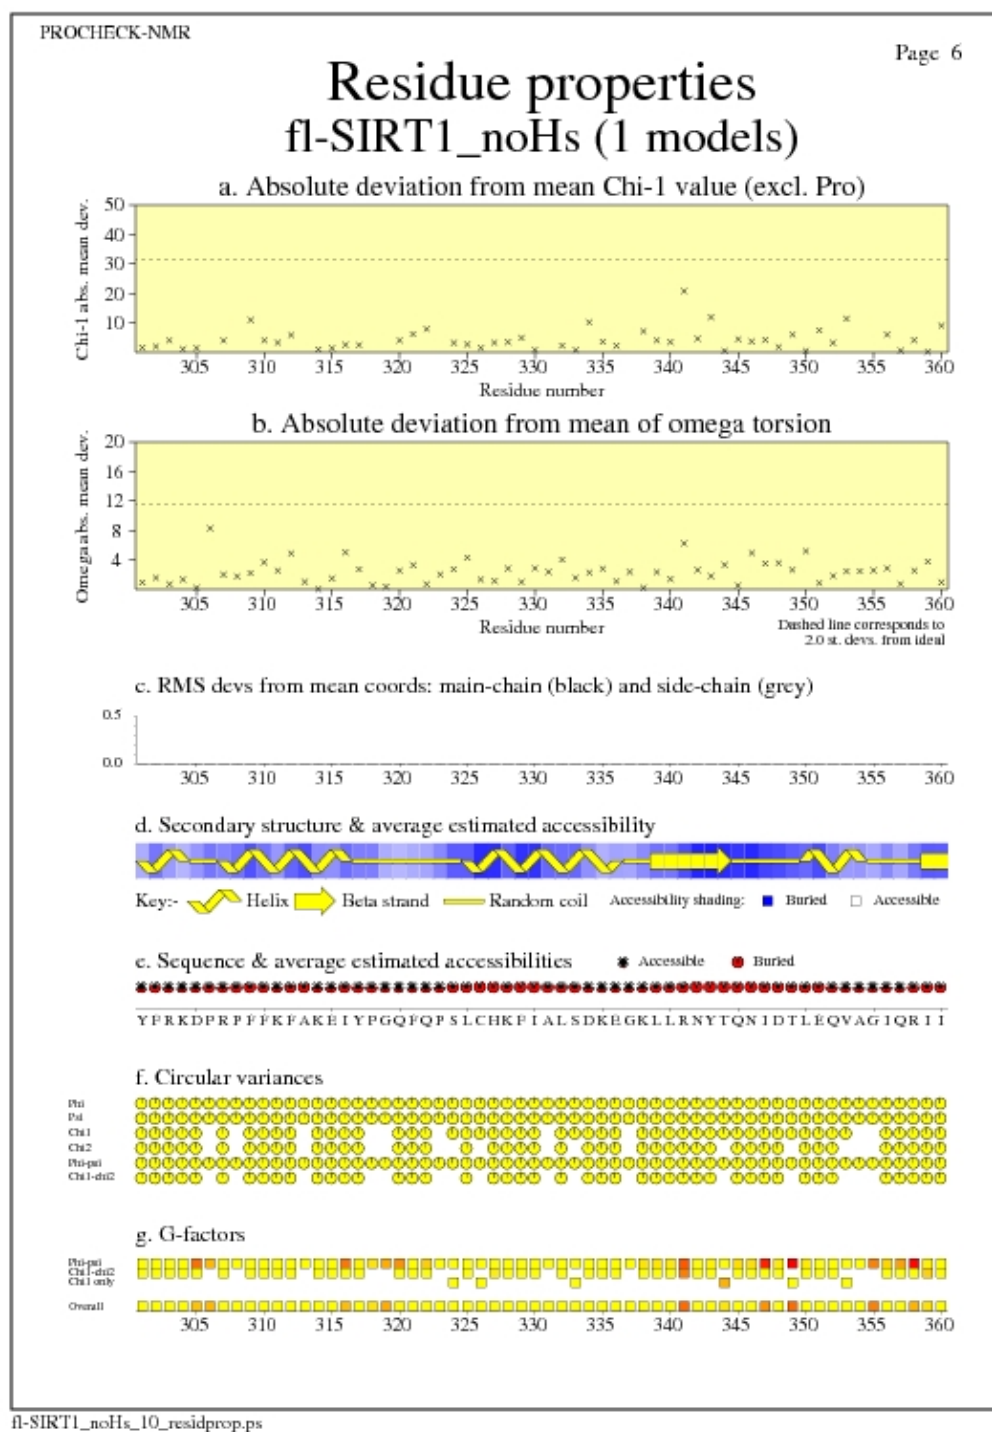 PROCHECK-NMR
Page 6
Residue properties
fl-SIRT1_noHs (1 models)
a. Absolute deviation from mean Chi-1 value (excl. Pro)
Chi-1 abs. mean dev.
50
40
30
20
10
305 310 315 320 325 330 335 340 345 350 355 360
Residue number
b. Absolute deviation from mean of omega torsion
Omega abs. mean dev.
20
16
12
8
4
305 310 315 320 325 330 335 340 345 350 355 360
Residue number
Dashed line corresponds to
2.0 st. devs. from ideal
c. RMS devs from mean coords: main-chain (black) and side-chain (grey)
0.5
0.0
305 310 315 320 325 330 335 340 345 350 355 360
d. Secondary structure & average estimated accessibility
Key:- Helix Beta strand Random coil Accessibility shading: Buried Accessible
e. Sequence & average estimated accessibilities Accessible Buried
Y F R K D P R P F F K F A K E I Y P G Q F Q P S L C H K F I A L S D K E G K L L R N Y T Q N I D T L E Q V A G I Q R I I
f. Circular variances
Phi
Psi
Chi1
Chi2
Phi-psi
Chi1-chi2
g. G-factors
Phi-psi
Chi1-chi2
Chi1 only
Overall
305 310 315 320 325 330 335 340 345 350 355 360
fl-SIRT1_noHs_10_residprop.ps